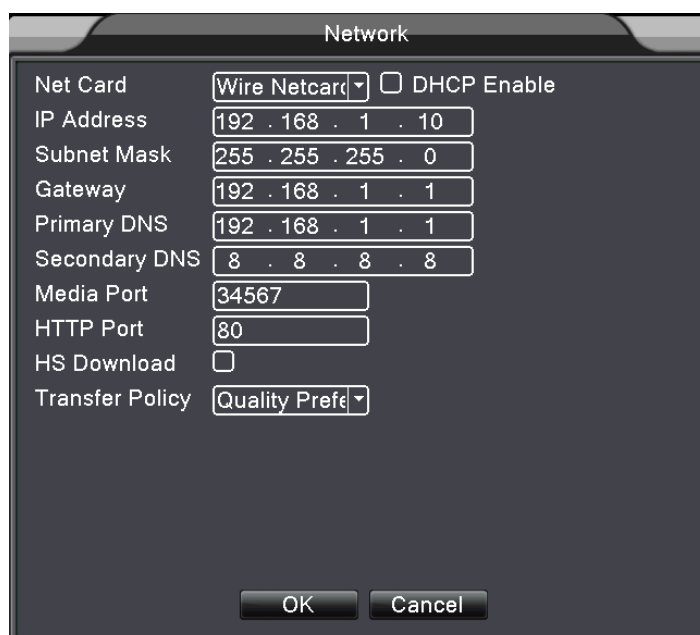 Network
Net Card Wire Netcar DHCP Enable
IP Address 192 . 168 . 1 . 10
Subnet Mask 255 . 255 . 255 . 0
Gateway 192 . 168 . 1 . 1
Primary DNS 192 . 168 . 1 . 1
Secondary DNS 8 . 8 . 8 . 8
Media Port 34567
HTTP Port 80
HS Download
Transfer Policy Quality Prefe
OK Cancel